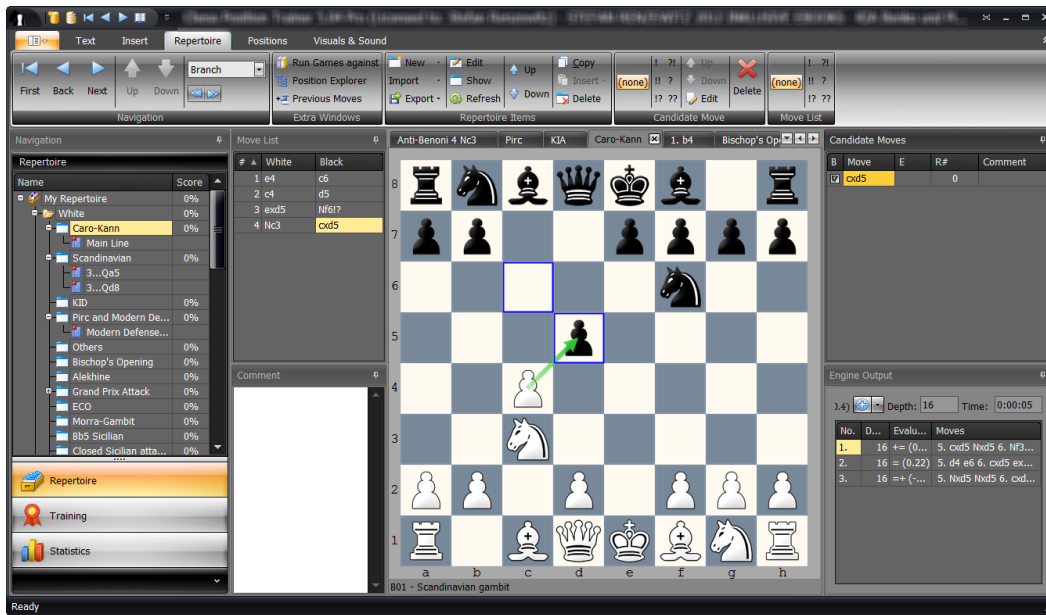 Text Insert Repertoire Positions Visuals & Sound
First Back Next Up Down Branch
Run Games against
Position Explorer
Previous Moves
New Edit Up Copy
Import Show Insert
Export Refresh Down Delete
(none) ! ?! Up
!! ? Down
!? ?? Edit Delete
(none) ! ?!
!! ?
!? ??
Navigation Extra Windows Repertoire Items Candidate Move Move List
Navigation
Repertoire
Name Score
My Repertoire 0%
White 0%
Caro-Kann 0%
Main Line
Scandinavian 0%
3...Qa5
3...Qd8
KID 0%
Pirc and Modern De... 0%
Modern Defense...
Others 0%
Bischop's Opening 0%
Alekhine 0%
Grand Prix Attack 0%
ECO 0%
Morra-Gambit 0%
Bb5 Sicilian 0%
Closed Sicilian atta... 0%
Repertoire
Training
Statistics
Move List
# White Black
1 e4 c6
2 c4 d5
3 exd5 Nf6!?
4 Nc3 cxd5
Comment
Anti-Benoni 4 Nc3 Pirc KIA Caro-Kann 1. b4 Bischop's Op
8
7
6
5
4
3
2
1
a b c d e f g h
B01 - Scandinavian gambit
Candidate Moves
B Move E R# Comment
cxd5 0
Engine Output
3.4) Depth: 16 Time: 0:00:05
No. D... Evalu... Moves
1. 16 += (0... 5. cxd5 Nxd5 6. Nf3...
2. 16 = (0.22) 5. d4 e6 6. cxd5 ex...
3. 16 =+ (-... 5. Nxd5 Nxd5 6. cxd...
Ready